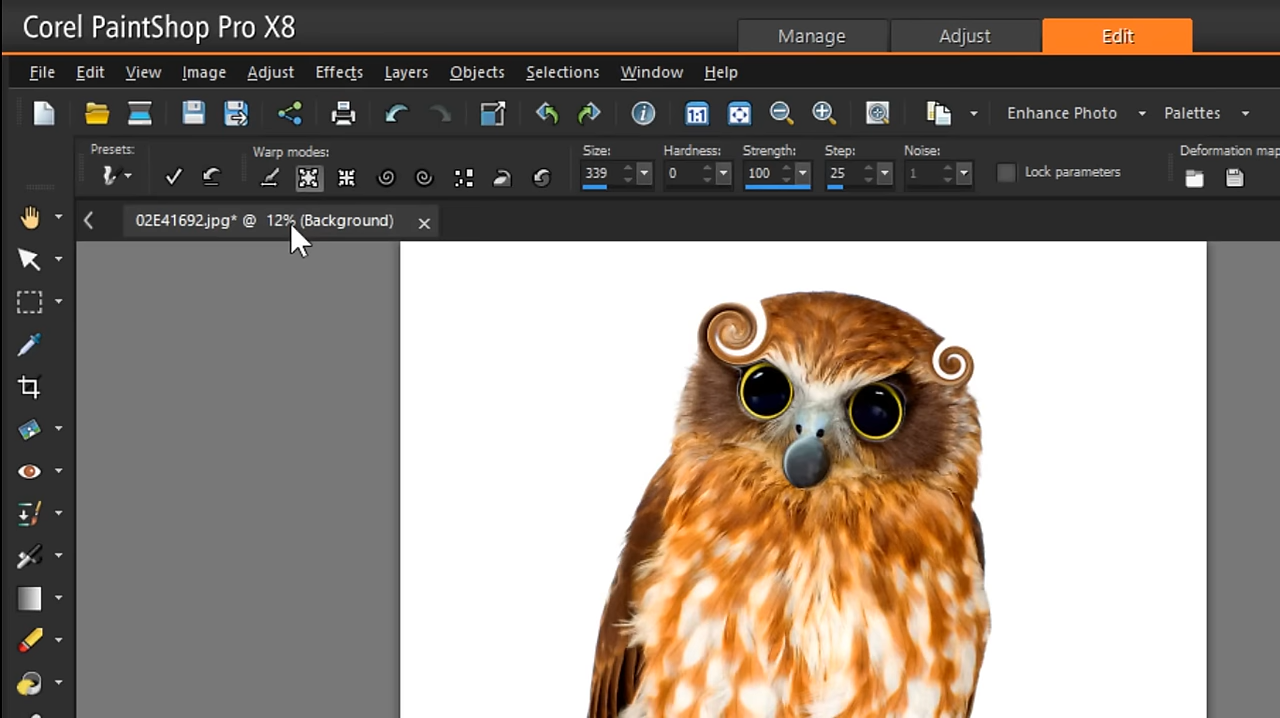 Corel PaintShop Pro X8
Manage Adjust Edit
File Edit View Image Adjust Effects Layers Objects Selections Window Help
1:1 Enhance Photo Palettes
Presets: Warp modes: Size: Hardness: Strength: Step: Noise: Deformation map
339 0 100 25 1 Lock parameters
02E41692.jpg* @ 12% (Background)